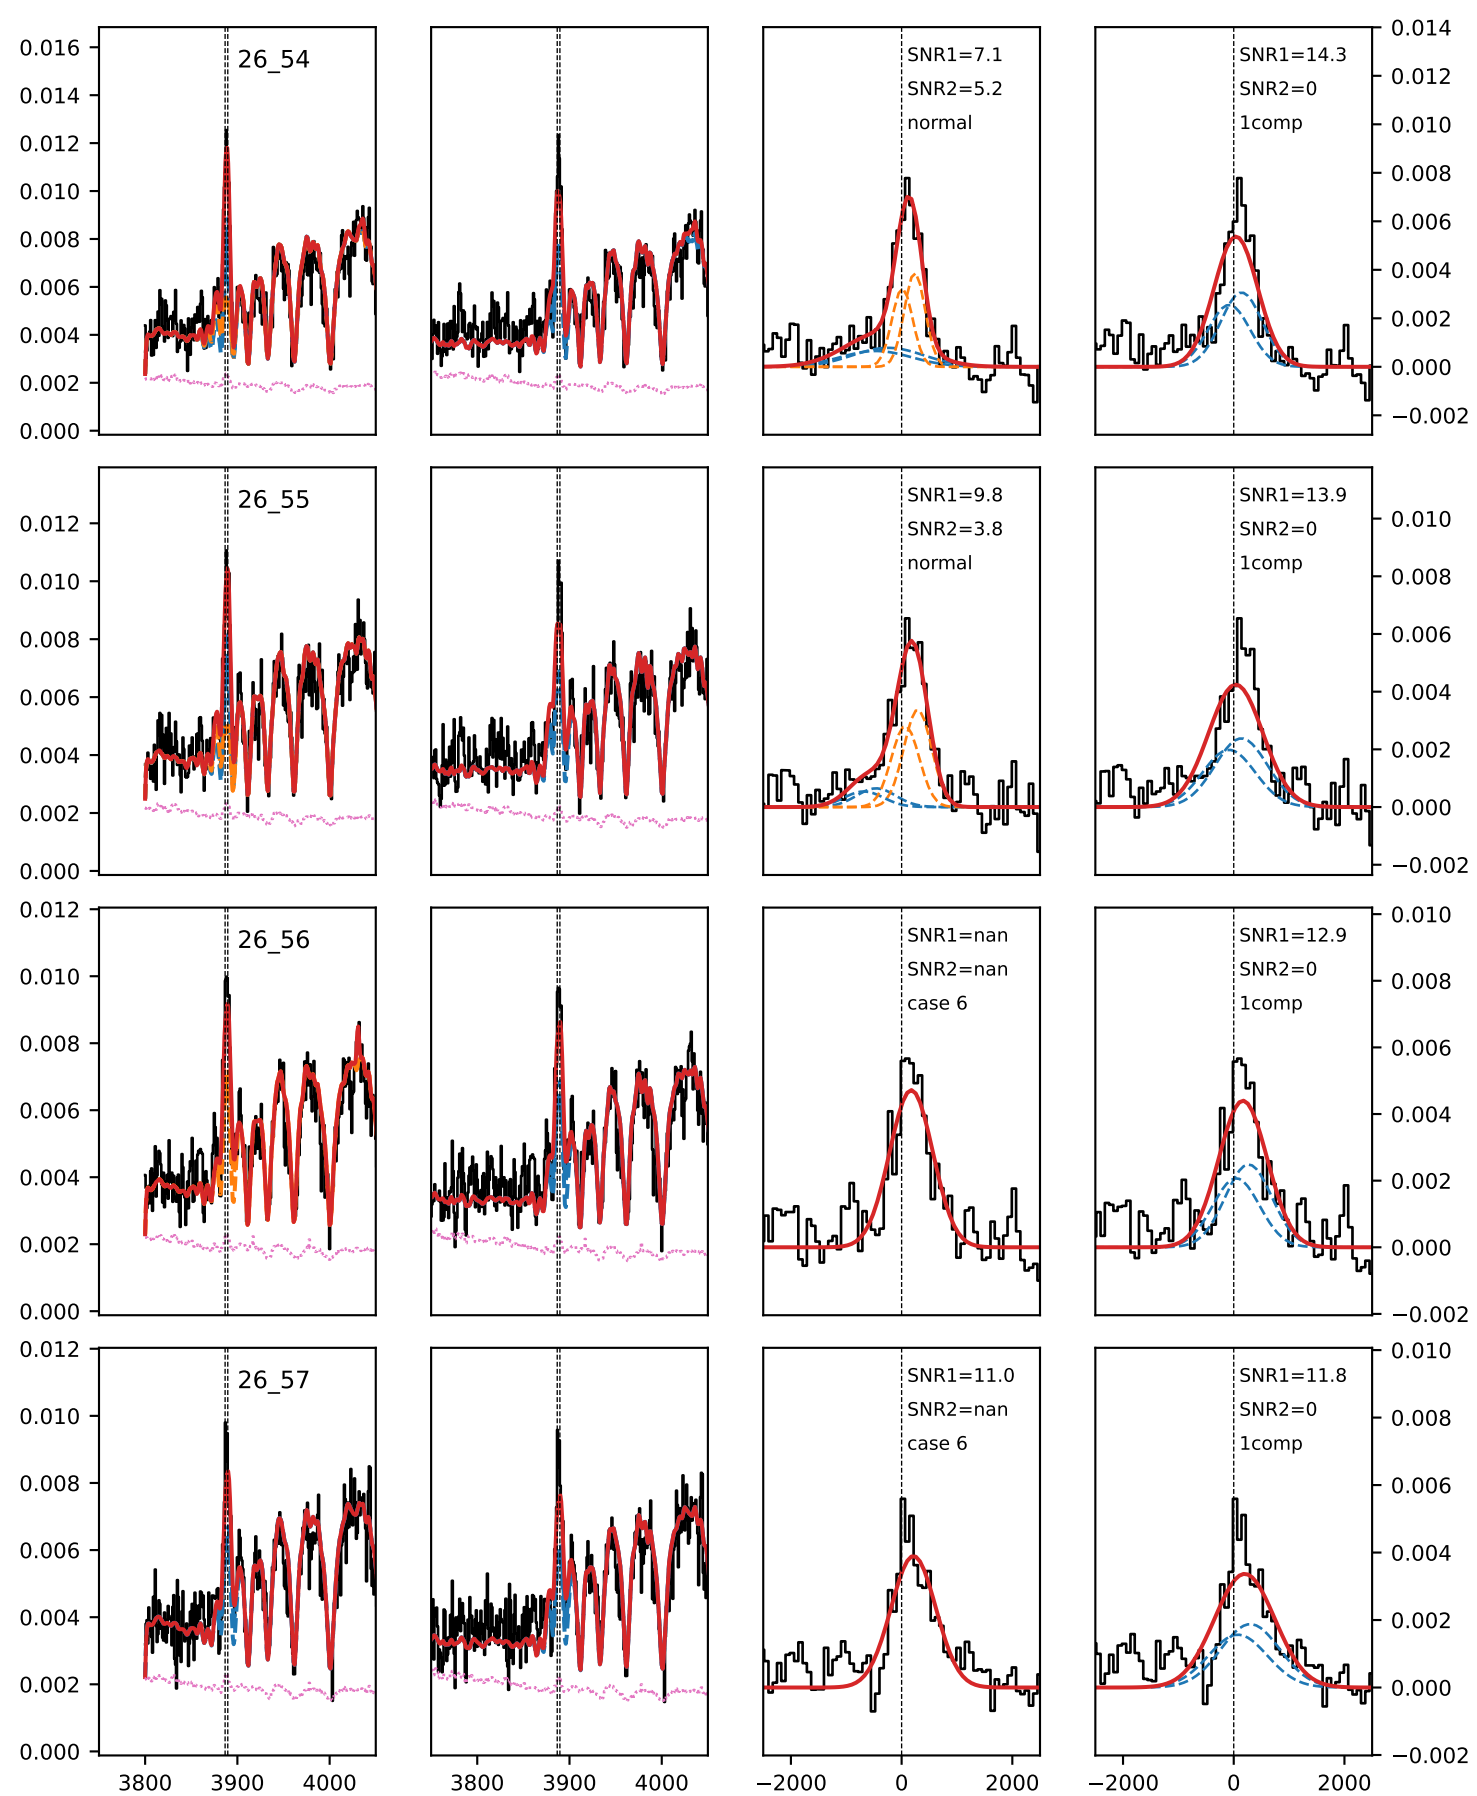 0.016
0.014
0.012
0.010
0.008
0.006
0.004
0.002
0.000
26_54
SNR1=7.1
SNR2=5.2
normal
SNR1=14.3
SNR2=0
1comp
0.014
0.012
0.010
0.008
0.006
0.004
0.002
0.000
−0.002
0.012
0.010
0.008
0.006
0.004
0.002
0.000
26_55
SNR1=9.8
SNR2=3.8
normal
SNR1=13.9
SNR2=0
1comp
0.010
0.008
0.006
0.004
0.002
0.000
−0.002
0.012
0.010
0.008
0.006
0.004
0.002
0.000
26_56
SNR1=nan
SNR2=nan
case 6
SNR1=12.9
SNR2=0
1comp
0.010
0.008
0.006
0.004
0.002
0.000
−0.002
0.012
0.010
0.008
0.006
0.004
0.002
0.000
26_57
SNR1=11.0
SNR2=nan
case 6
SNR1=11.8
SNR2=0
1comp
0.010
0.008
0.006
0.004
0.002
0.000
−0.002
3800 3900 4000
3800 3900 4000
−2000 0 2000
−2000 0 2000